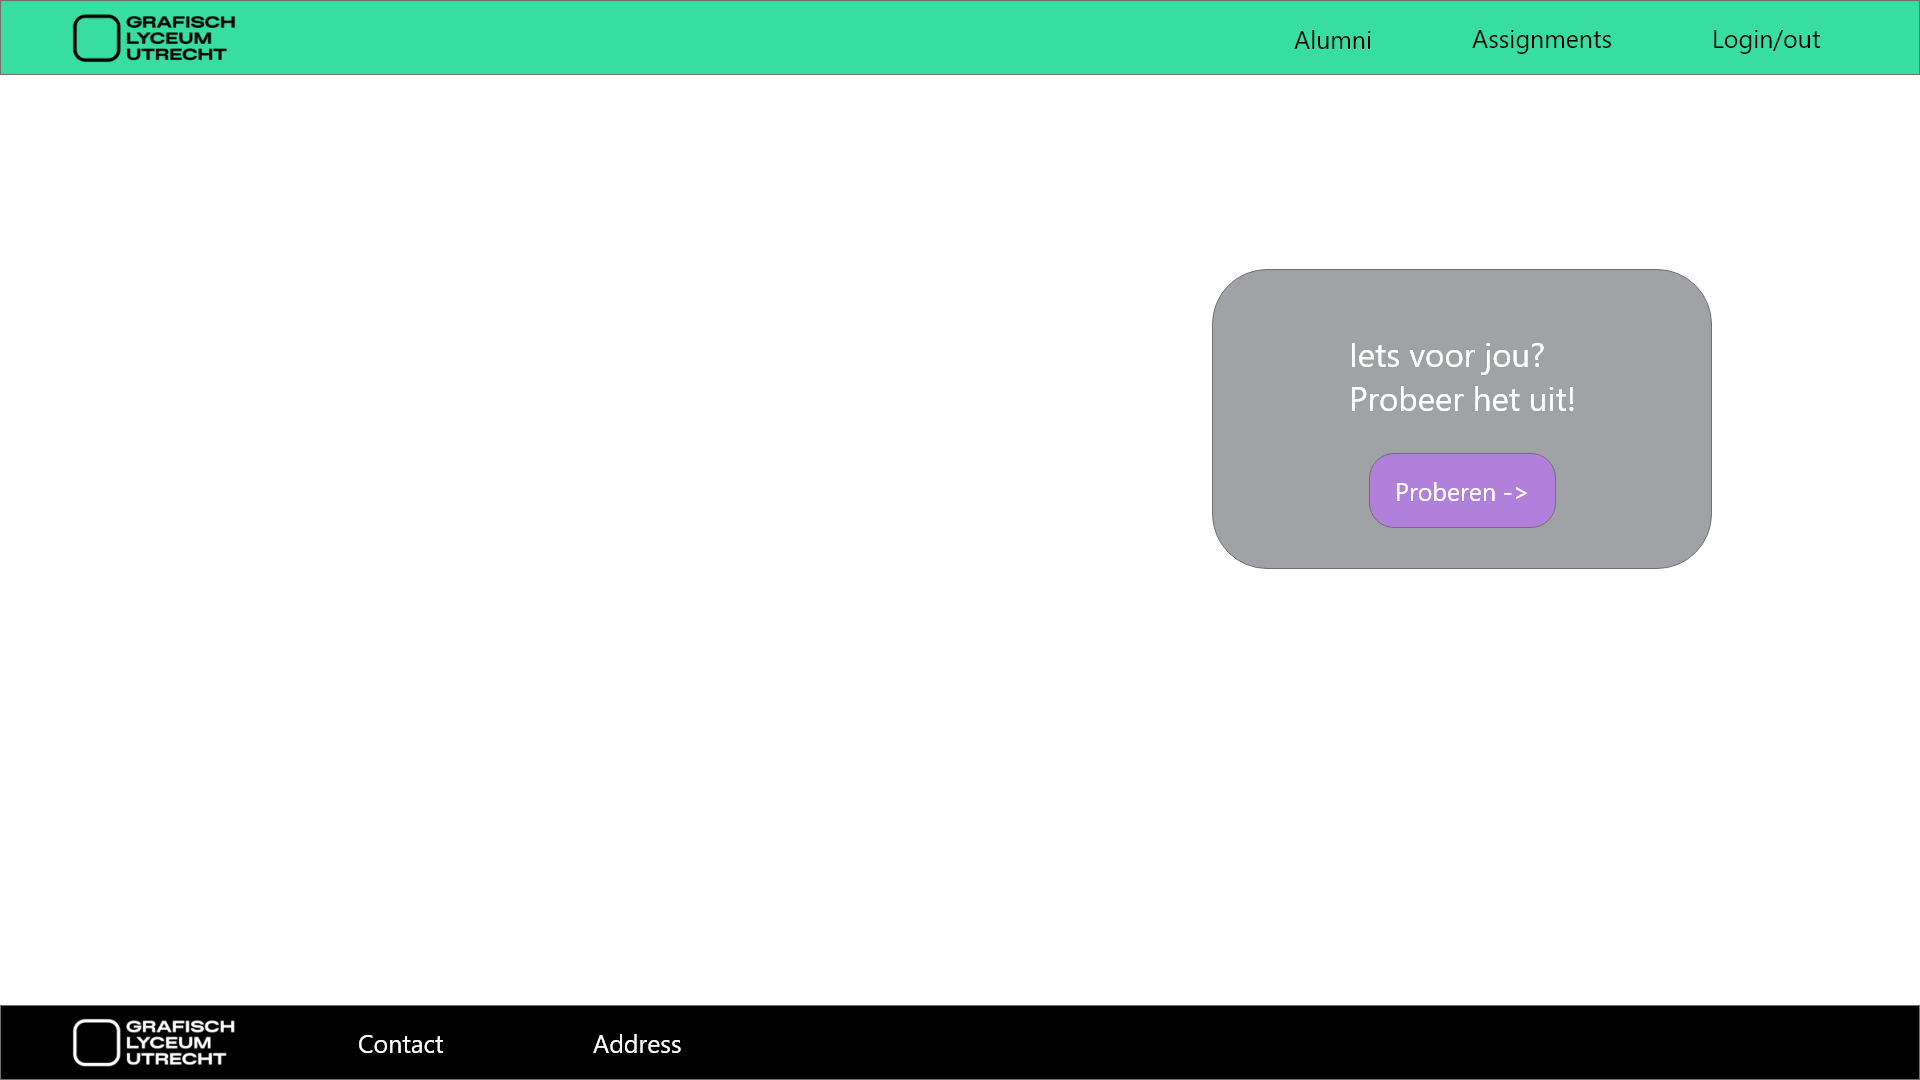 GRAFISCH
LYCEUM
UTRECHT
Alumni
Assignments
Login/out
Iets voor jou?
Probeer het uit!
Proberen ->
GRAFISCH
LYCEUM
UTRECHT
Contact
Address